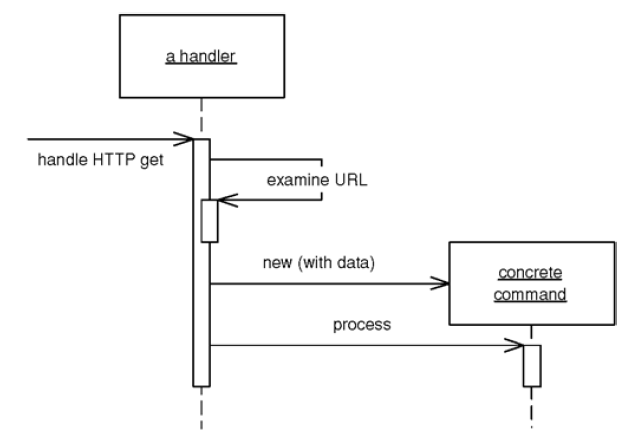 a handler
handle HTTP get
examine URL
new (with data)
concrete
command
process